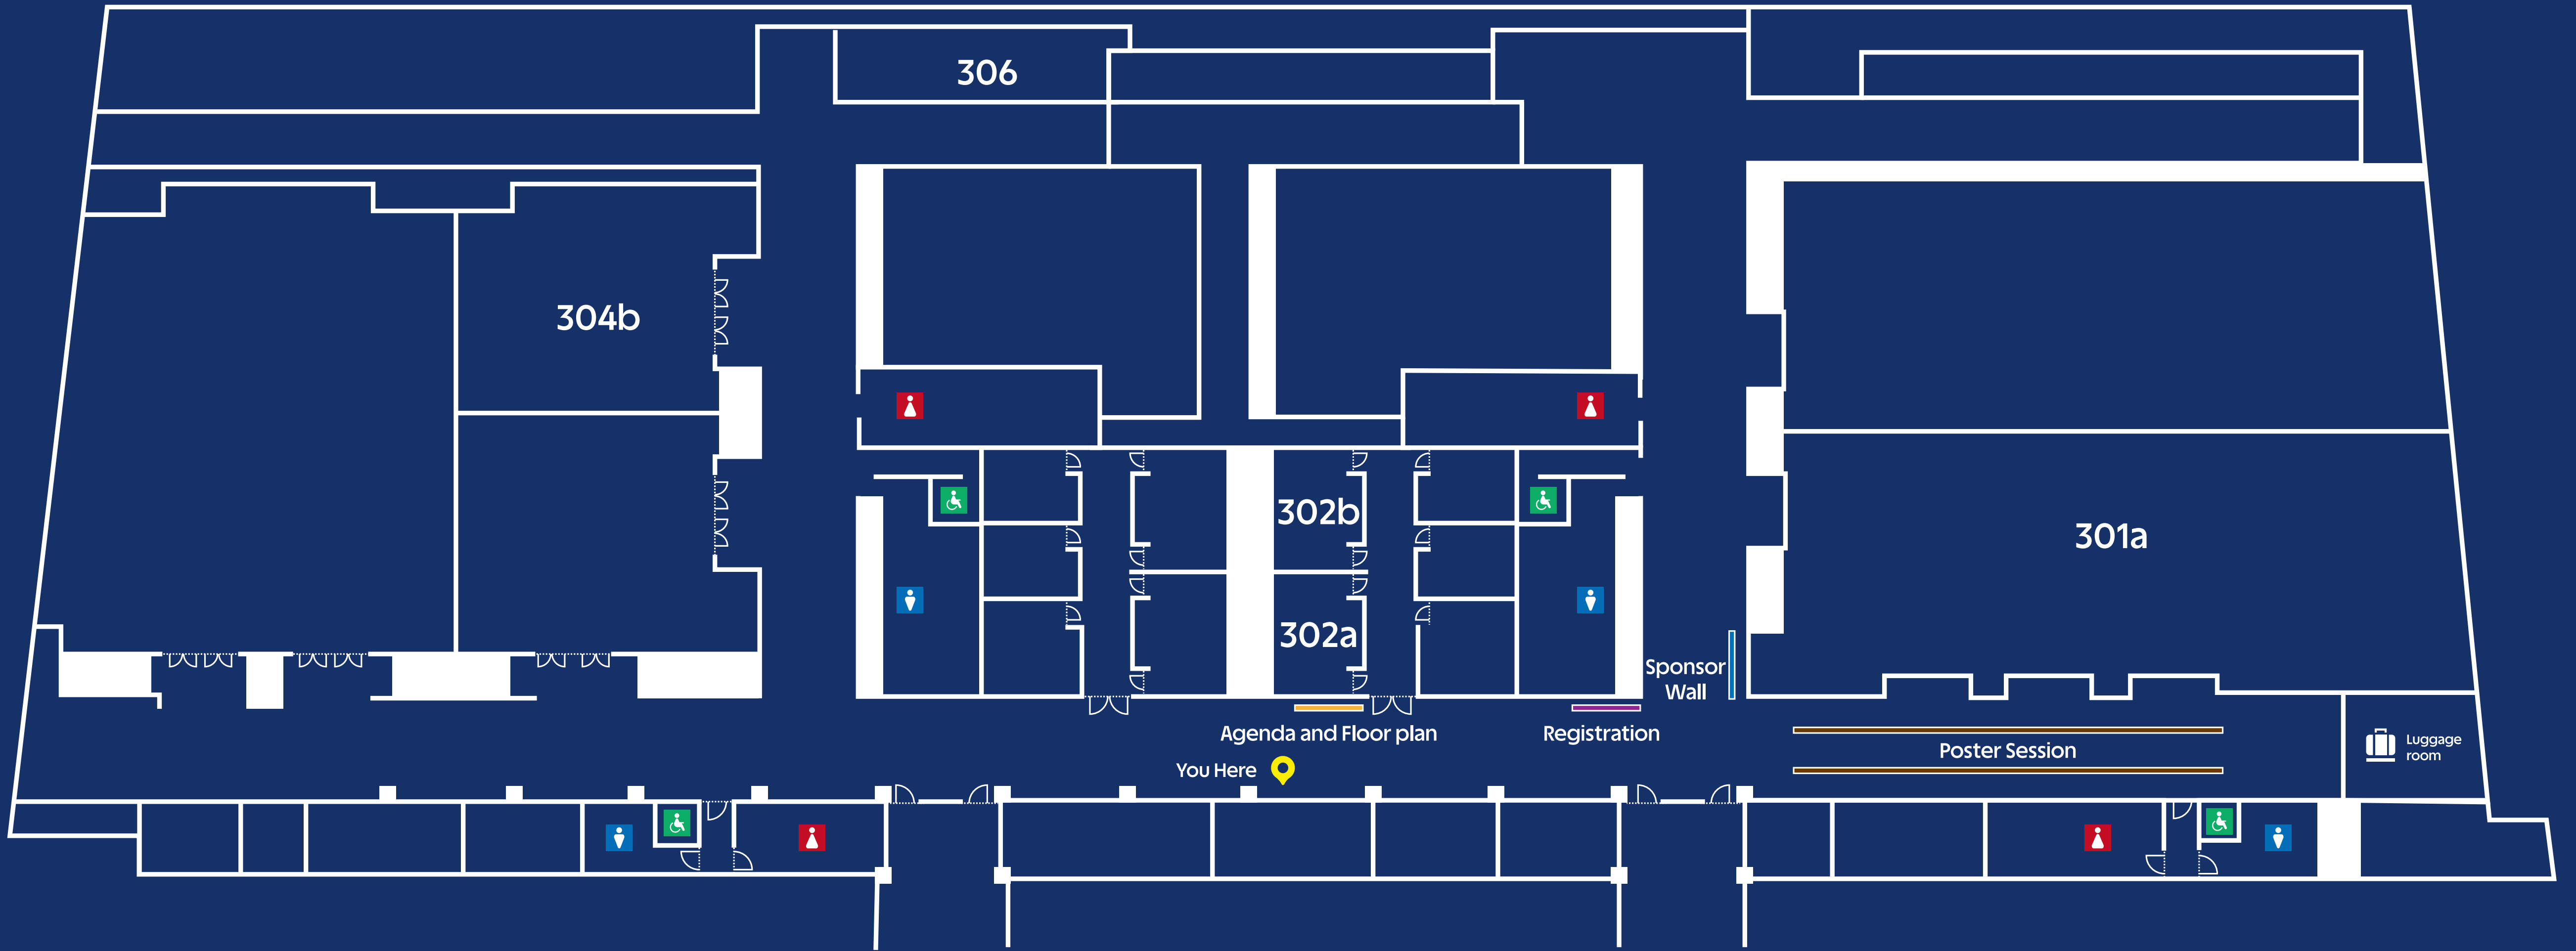 306
304b
302b
301a
302a
Sponsor
Wall
Agenda and Floor plan
Registration
Poster Session
Luggage
room
You Here